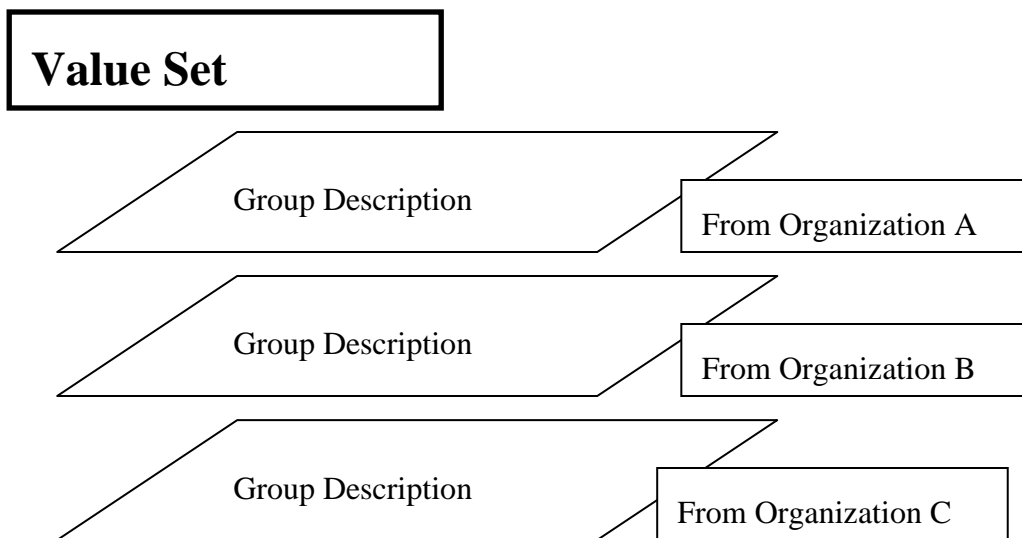 Value Set
Group Description
From Organization A
Group Description
From Organization B
Group Description
From Organization C